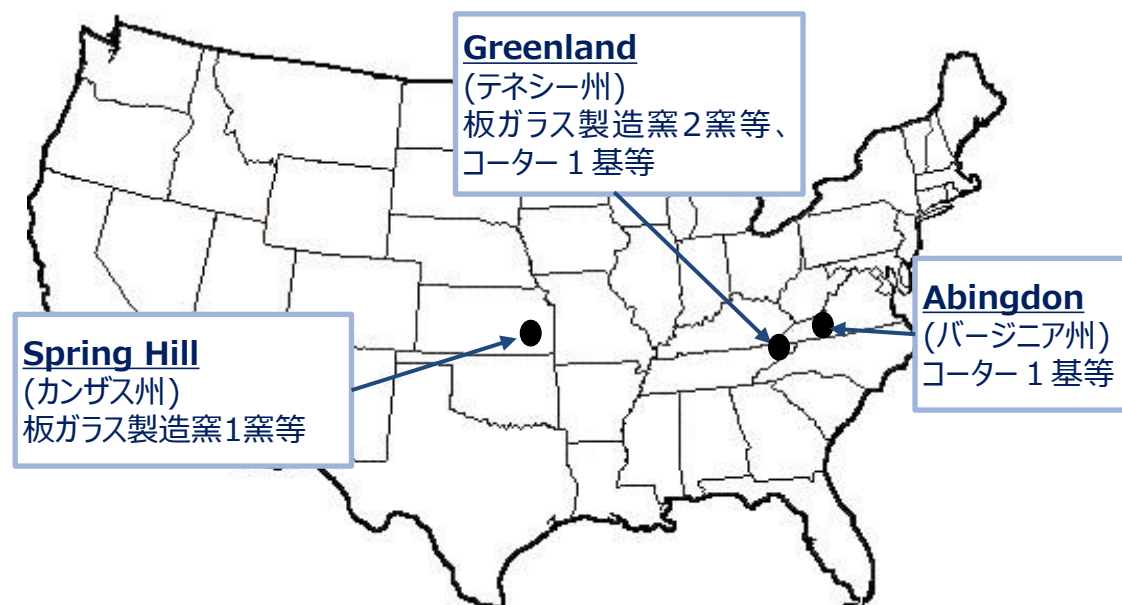 Greenland
(テネシー州)
板ガラス製造窯２窯等、
コーター１基等
Abingdon
(バージニア州)
コーター１基等
Spring Hill
(カンザス州)
板ガラス製造窯1窯等